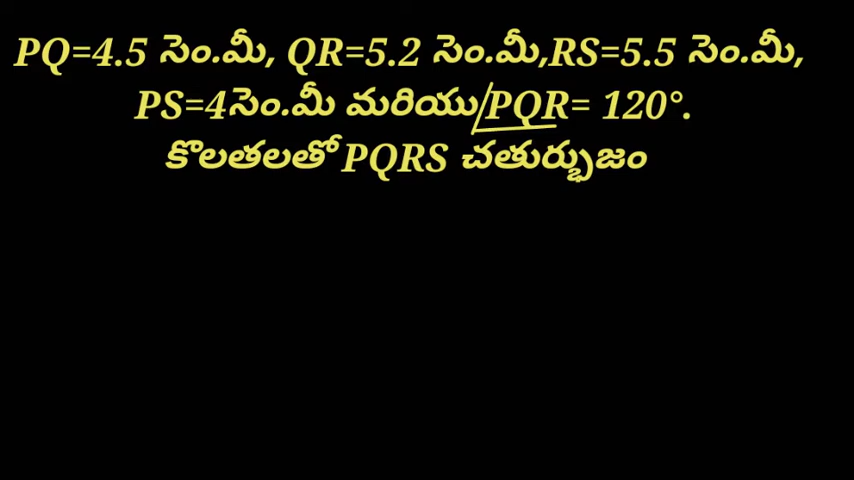 PQ=4.5 సెం.మీ, QR=5.2 సెం.మీ,RS=5.5 సెం.మీ,
PS=4సెం.మీ మరియు ∠PQR= 120°.
కొలతలతో PQRS చతుర్భుజం